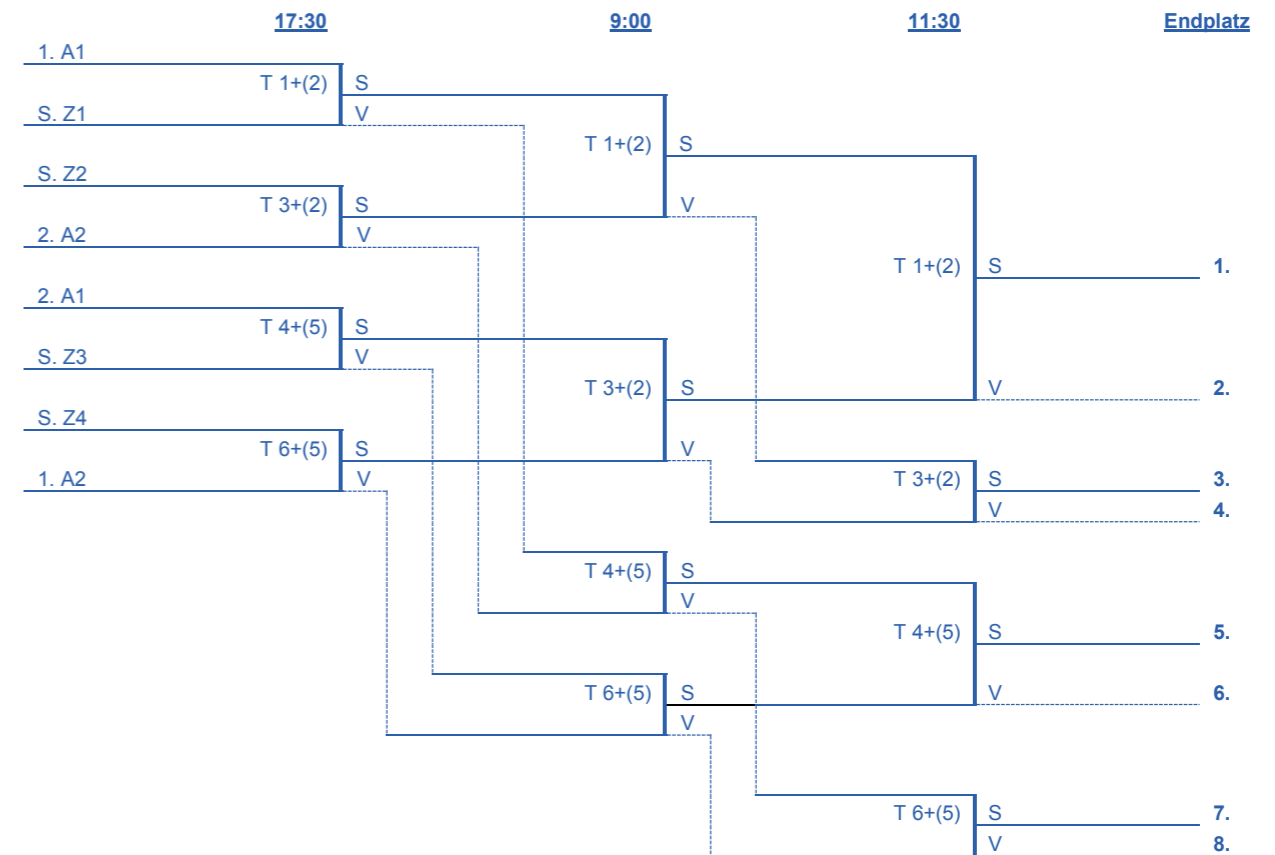 17:30 9:00 11:30 Endplatz
1. A1
T 1+(2) S
S. Z1 V
T 1+(2) S
S. Z2
T 3+(2) S V
2. A2 V
T 1+(2) S 1.
2. A1
T 4+(5) S
S. Z3 V
T 3+(2) S V 2.
S. Z4
T 6+(5) S V
1. A2 V T 3+(2) S 3.
V 4.
T 4+(5) S
V
T 4+(5) S 5.
T 6+(5) S V 6.
V
T 6+(5) S 7.
V 8.